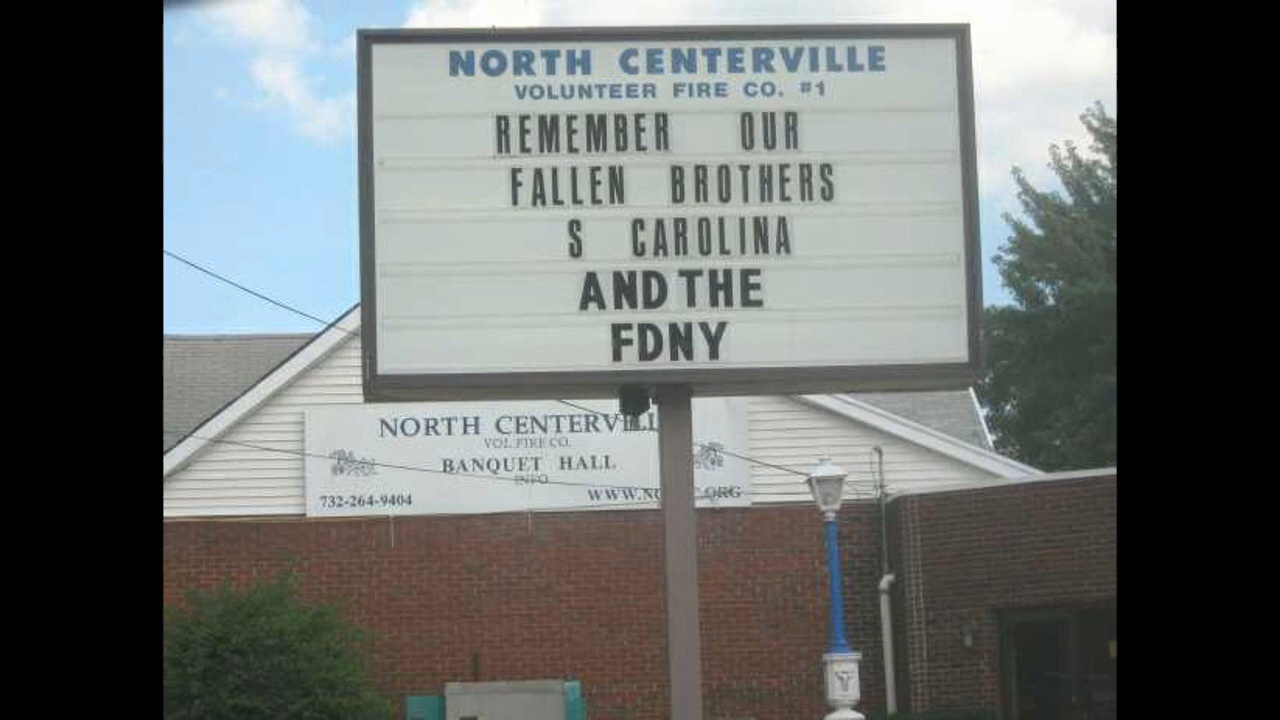 NORTH CENTERVILLE
VOLUNTEER FIRE CO. #1
REMEMBER OUR
FALLEN BROTHERS
S CAROLINA
AND THE
FDNY
NORTH
VOL. FIRE CO.
BANQUET HALL
INFO
732-264-9404